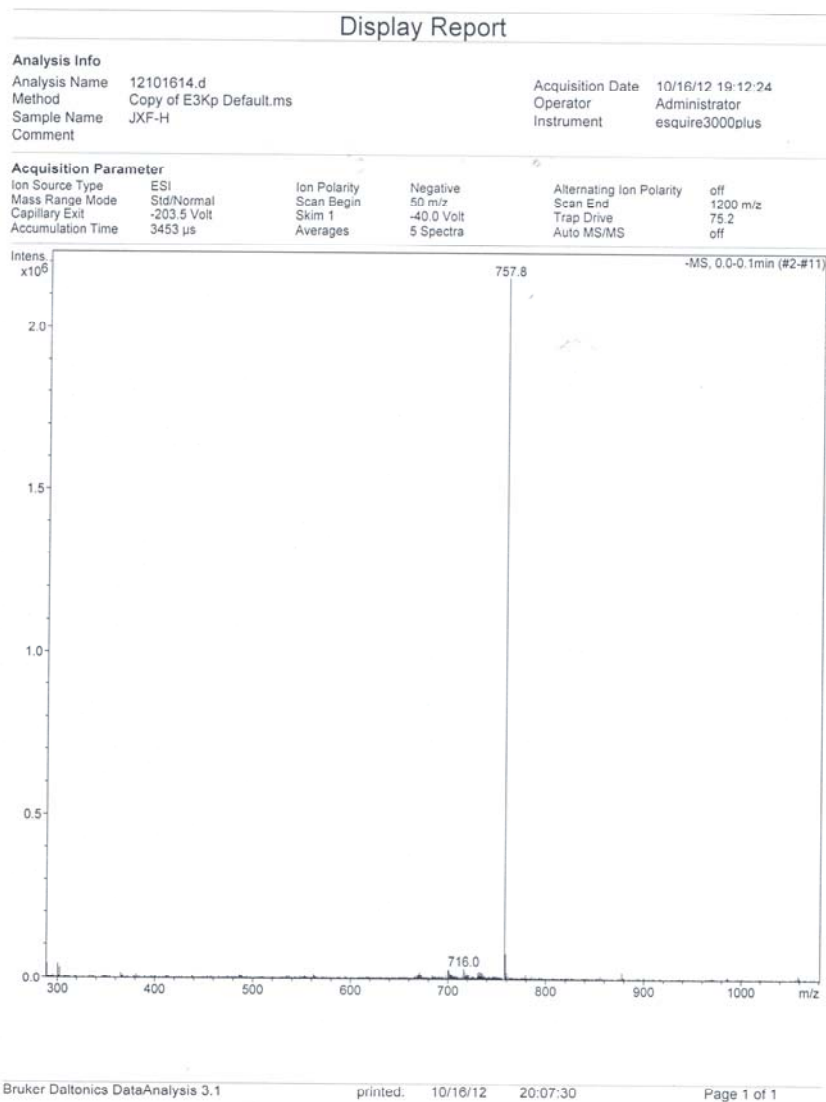 Display Report
Analysis Info
Analysis Name 12101614.d Acquisition Date 10/16/12 19:12:24
Method Copy of E3Kp Default.ms Operator Administrator
Sample Name JXF-H Instrument esquire3000plus
Comment
Acquisition Parameter
Ion Source Type ESI Ion Polarity Negative Alternating Ion Polarity off
Mass Range Mode Std/Normal Scan Begin 50 m/z Scan End 1200 m/z
Capillary Exit -203.5 Volt Skim 1 -40.0 Volt Trap Drive 75.2
Accumulation Time 3453 µs Averages 5 Spectra Auto MS/MS off
Intens.
x10⁶
-MS, 0.0-0.1min (#2-#11)
757.8
2.0
1.5
1.0
0.5
716.0
0.0
300 400 500 600 700 800 900 1000 m/z
Bruker Daltonics DataAnalysis 3.1 printed: 10/16/12 20:07:30 Page 1 of 1